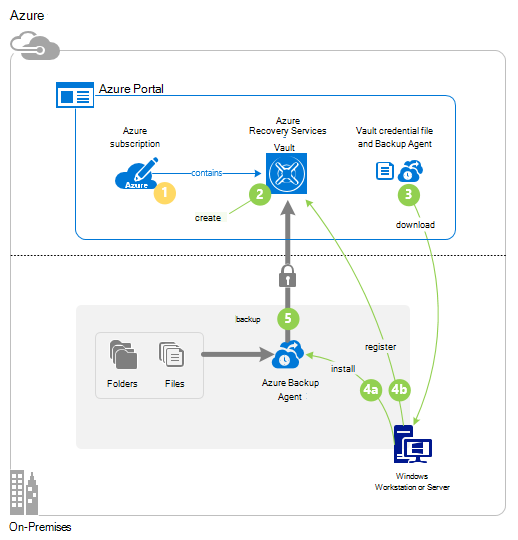 Azure
Azure Portal
Azure
subscription
Azure
Recovery Services
Vault
Vault credential file
and Backup Agent
Azure
contains
1
2
3
create
download
backup
5
register
install
Folders
Files
Azure Backup
Agent
4a
4b
Windows
Workstation or Server
On-Premises